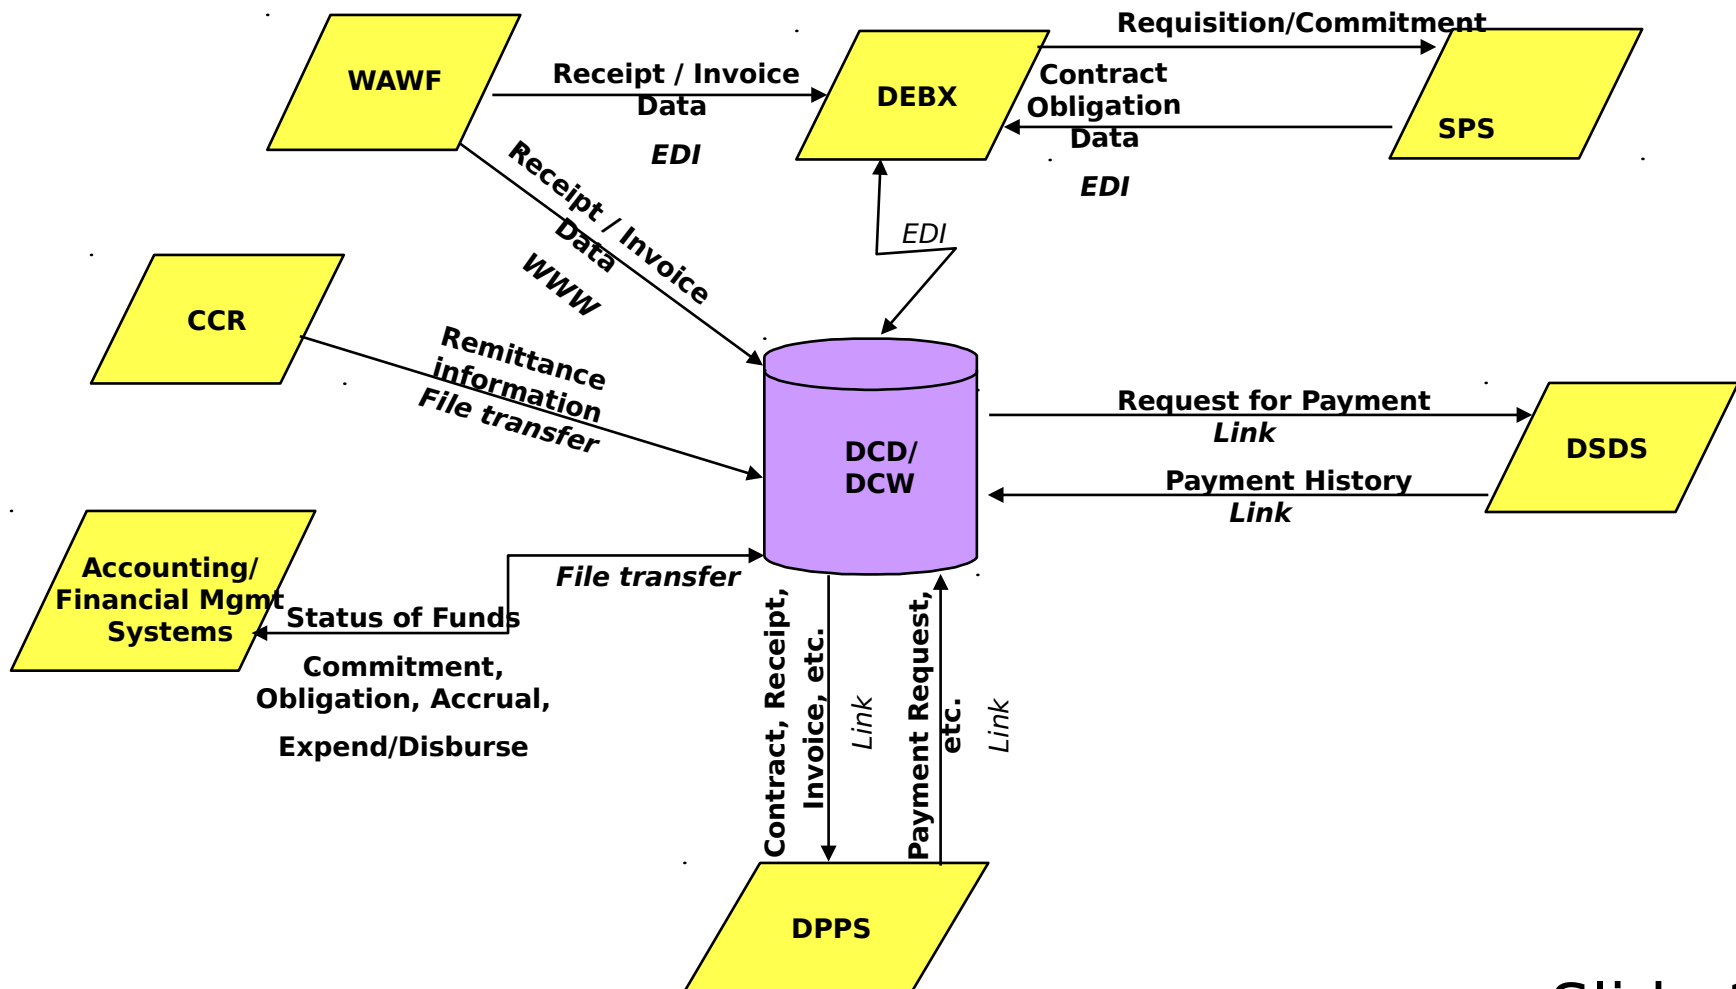 Requisition/Commitment
WAWF
Receipt / Invoice
Data
EDI
DEBX
Contract
Obligation
Data
EDI
SPS
Receipt / Invoice
Data
WWW
EDI
CCR
Remittance
information
File transfer
DCD/
DCW
Request for Payment
Link
DSDS
Payment History
Link
Accounting/
Financial Mgmt
Systems
File transfer
Status of Funds
Commitment,
Obligation, Accrual,
Expend/Disburse
Contract, Receipt,
Invoice, etc.
Link
Payment Request,
etc.
Link
DPPS